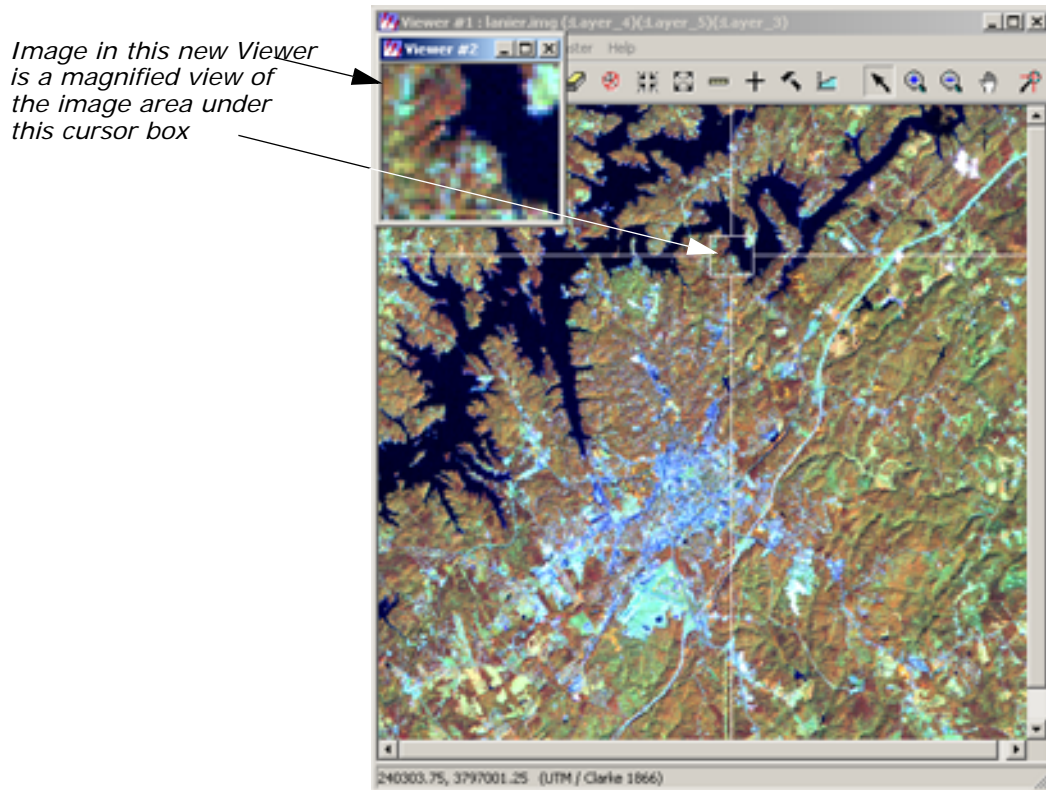 Viewer #1 : lanier.img (:Layer_4)(:Layer_5)(:Layer_3)
Image in this new Viewer
is a magnified view of
the image area under
this cursor box
Viewer #2
Help
240303.75, 3797001.25 (UTM / Clarke 1866)